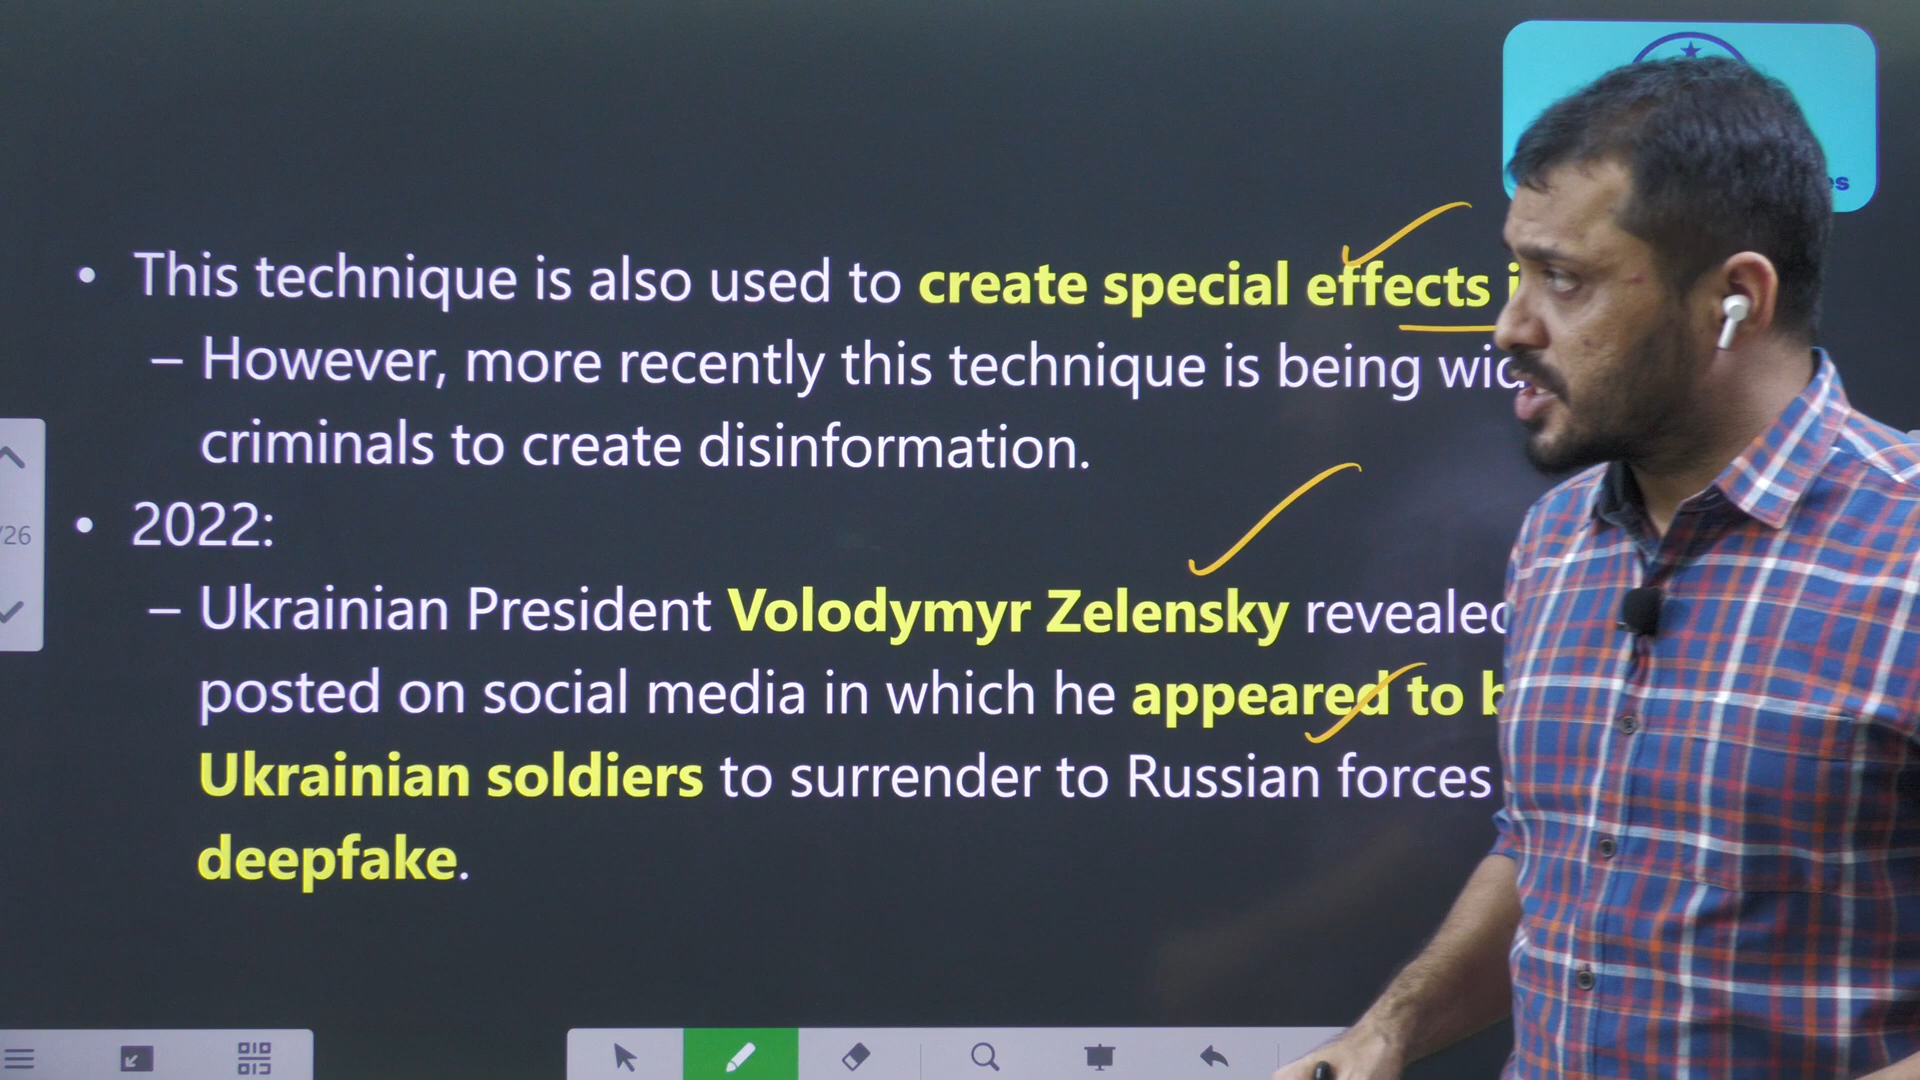 • This technique is also used to create special effects
– However, more recently this technique is being
criminals to create disinformation.
• 2022:
– Ukrainian President Volodymyr Zelensky revealed
posted on social media in which he appeared to
Ukrainian soldiers to surrender to Russian forces
deepfake.
/26